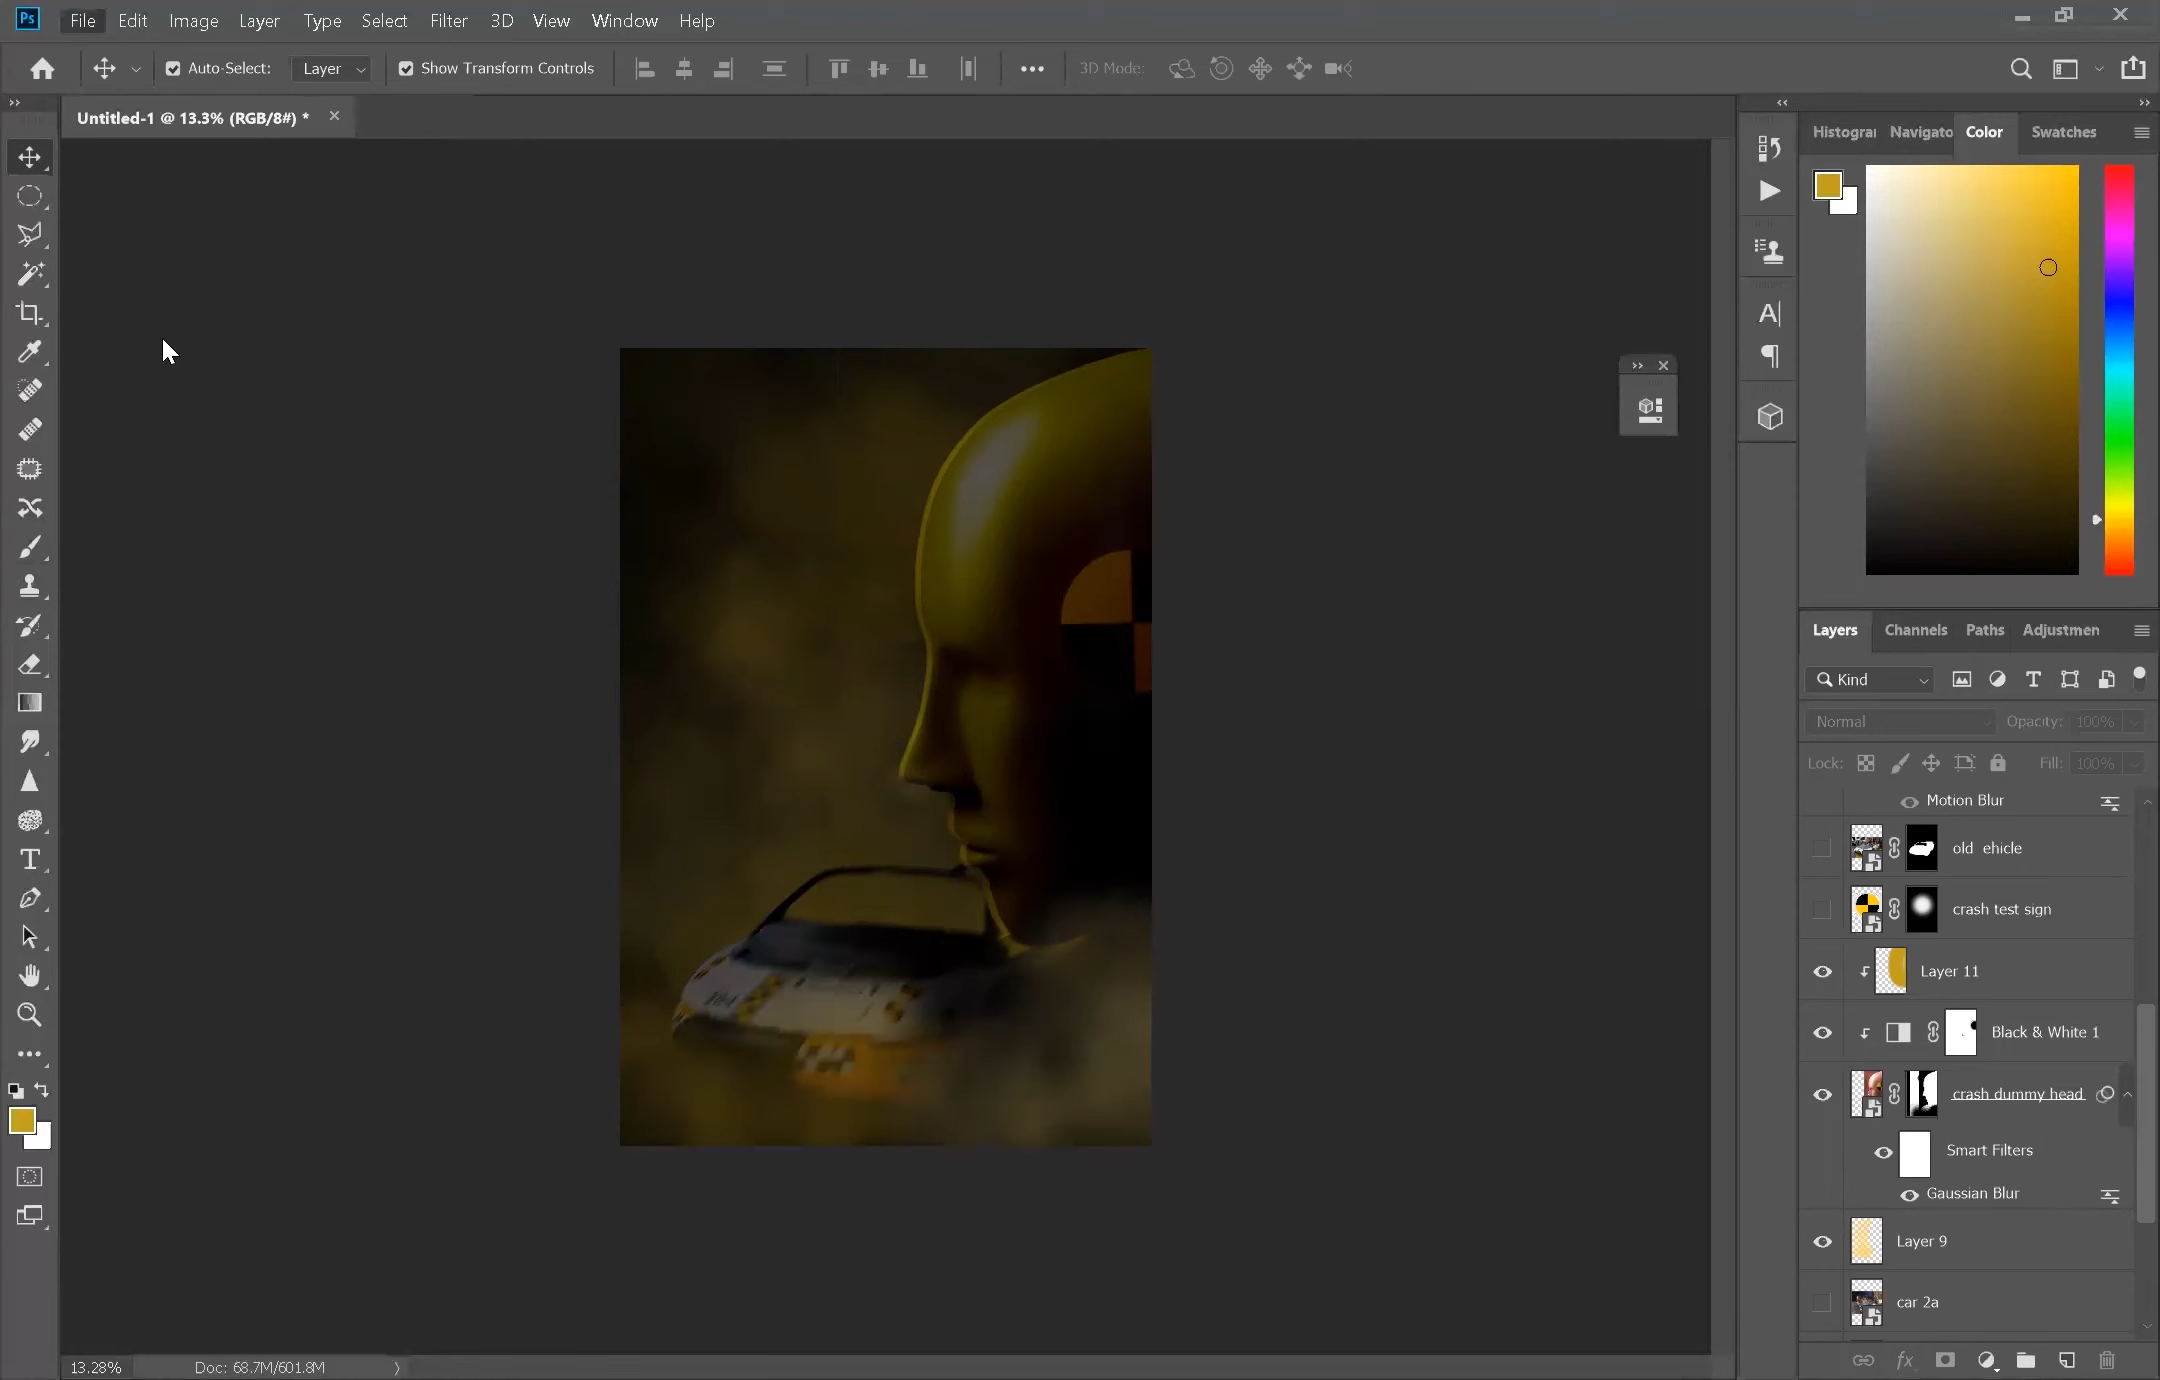 Ps File Edit Image Layer Type Select Filter 3D View Window Help
Auto-Select: Layer Show Transform Controls 3D Mode:
Untitled-1 @ 13.3% (RGB/8#) *
Histogra Navigato Color Swatches
Layers Channels Paths Adjustmen
Kind
Normal Opacity: 100%
Lock: Fill: 100%
Motion Blur
old ehicle
crash test sign
Layer 11
Black & White 1
crash dummy head
Smart Filters
Gaussian Blur
Layer 9
car 2a
13.28% Doc: 68.7M/601.8M